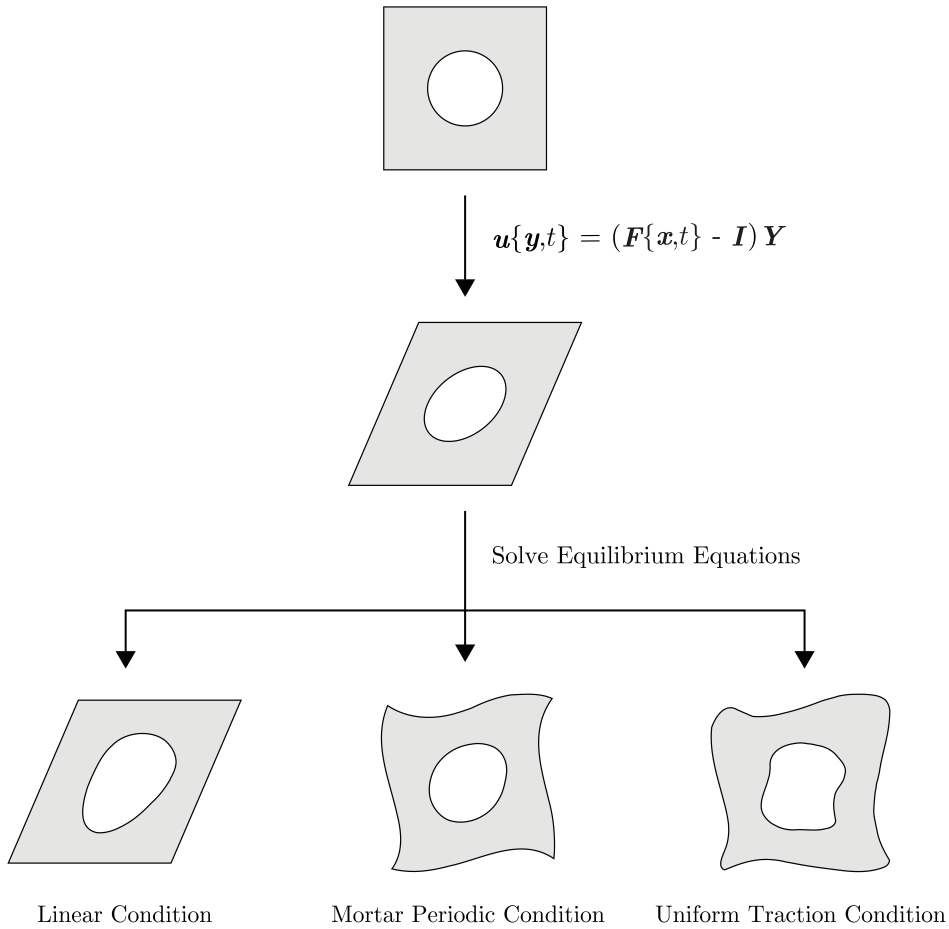 u{y,t} = (F{x,t} - I) Y
Solve Equilibrium Equations
Linear Condition
Mortar Periodic Condition
Uniform Traction Condition